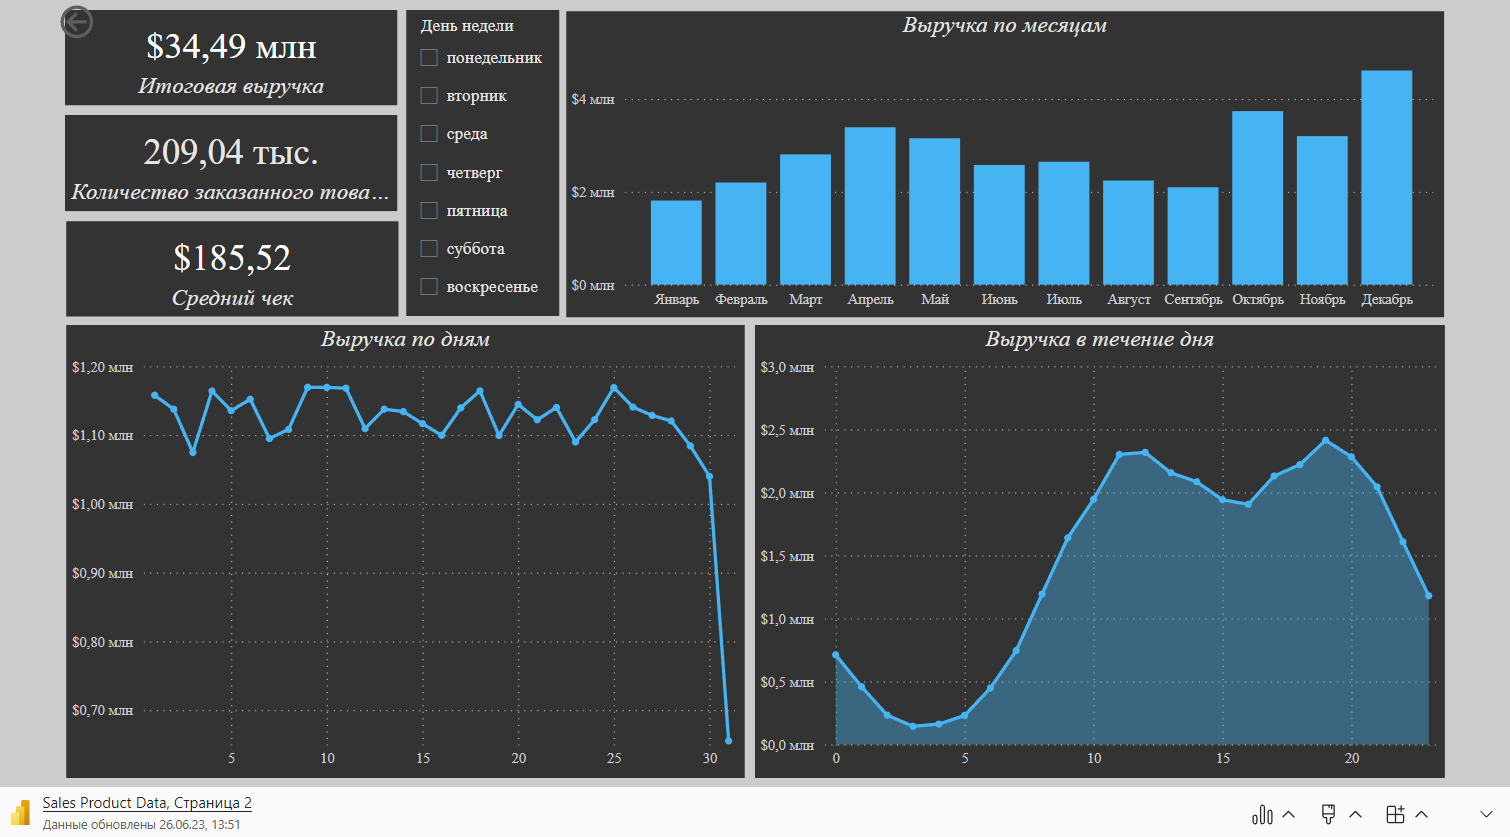 $34,49 млн
Итоговая выручка
209,04 тыс.
Количество заказанного това...
$185,52
Средний чек
День недели
понедельник
вторник
среда
четверг
пятница
суббота
воскресенье
Выручка по месяцам
$4 млн
$2 млн
$0 млн
Январь Февраль Март Апрель Май Июнь Июль Август Сентябрь Октябрь Ноябрь Декабрь
Выручка по дням
$1,20 млн
$1,10 млн
$1,00 млн
$0,90 млн
$0,80 млн
$0,70 млн
5 10 15 20 25 30
Выручка в течение дня
$3,0 млн
$2,5 млн
$2,0 млн
$1,5 млн
$1,0 млн
$0,5 млн
$0,0 млн
0 5 10 15 20
Sales Product Data, Страница 2
Данные обновлены 26.06.23, 13:51